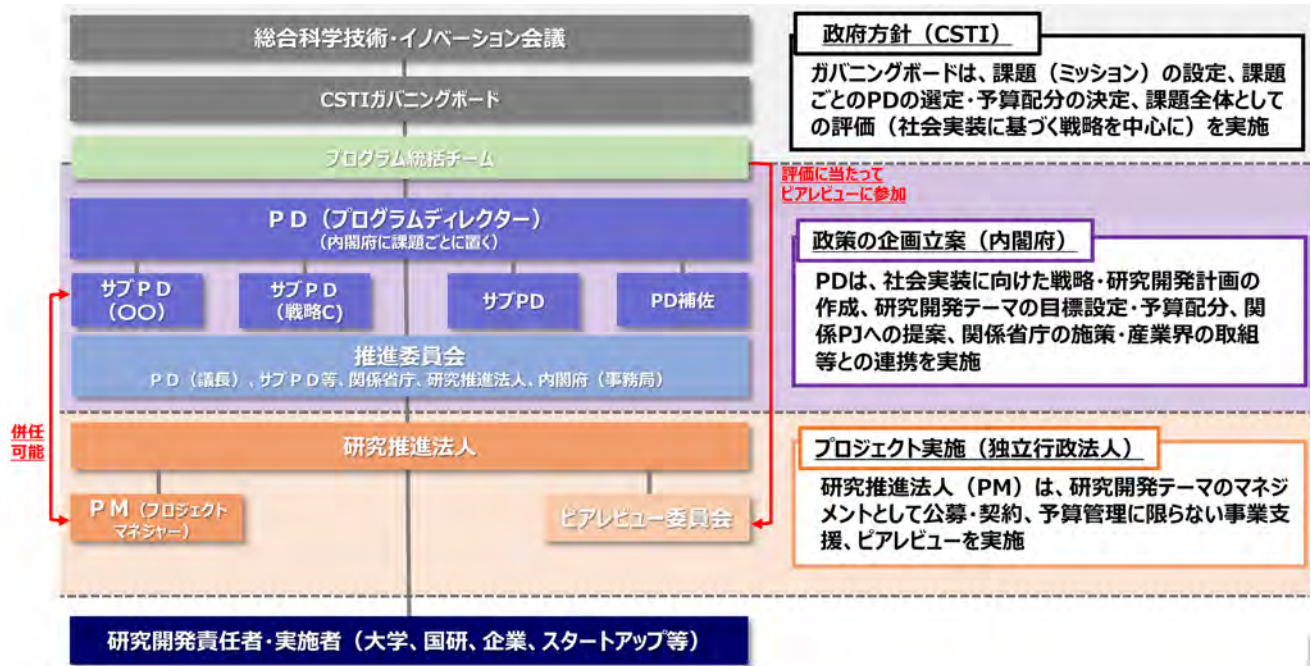 総合科学技術・イノベーション会議
CSTIガバニングボード
プログラム統括チーム
政府方針（CSTI）
ガバニングボードは、課題（ミッション）の設定、課題
ごとのPDの選定・予算配分の決定、課題全体として
の評価（社会実装に基づく戦略を中心に）を実施
評価に当たって
ピアレビューに参加
ＰＤ（プログラムディレクター）
（内閣府に課題ごとに置く）
サブＰＤ
（〇〇）
サブＰＤ
（戦略C)
サブPD
PD補佐
推進委員会
ＰＤ（議長）、サブＰＤ等、関係省庁、研究推進法人、内閣府（事務局）
政策の企画立案（内閣府）
PDは、社会実装に向けた戦略・研究開発計画の
作成、研究開発テーマの目標設定・予算配分、関
係PJへの提案、関係省庁の施策・産業界の取組
等との連携を実施
併任
可能
研究推進法人
ＰＭ（プロジェクト
マネジャー）
ピアレビュー委員会
プロジェクト実施（独立行政法人）
研究推進法人（PM）は、研究開発テーマのマネジ
メントとして公募・契約、予算管理に限らない事業支
援、ピアレビューを実施
研究開発責任者・実施者（大学、国研、企業、スタートアップ等）